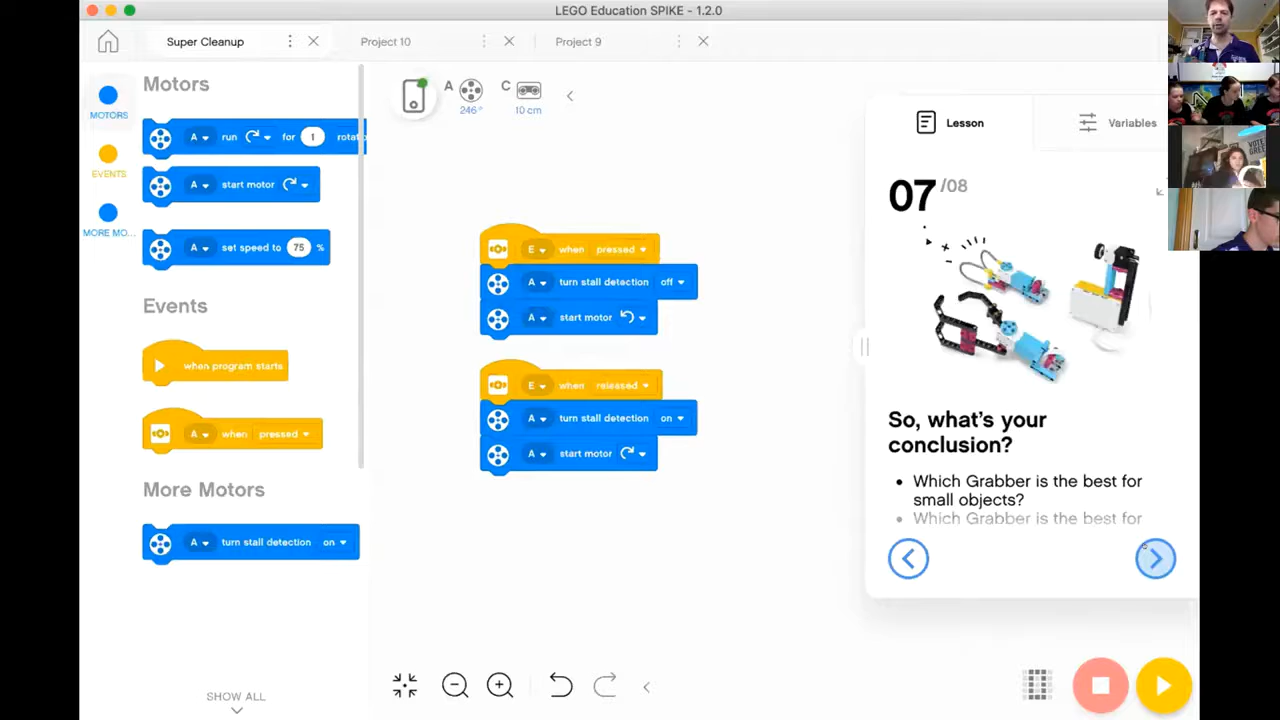 LEGO Education SPIKE - 1.2.0
Super Cleanup
Project 10
Project 9
MOTORS
EVENTS
MORE MO...
Motors
A run for 1 rotat
A start motor
A set speed to 75 %
Events
when program starts
A when pressed
More Motors
A turn stall detection on
SHOW ALL
A
246°
C
10 cm
E when pressed
A turn stall detection off
A start motor
E when released
A turn stall detection on
A start motor
Lesson
Variables
07/08
So, what's your
conclusion?
• Which Grabber is the best for
small objects?
• Which Grabber is the best for
VOTE
GREE